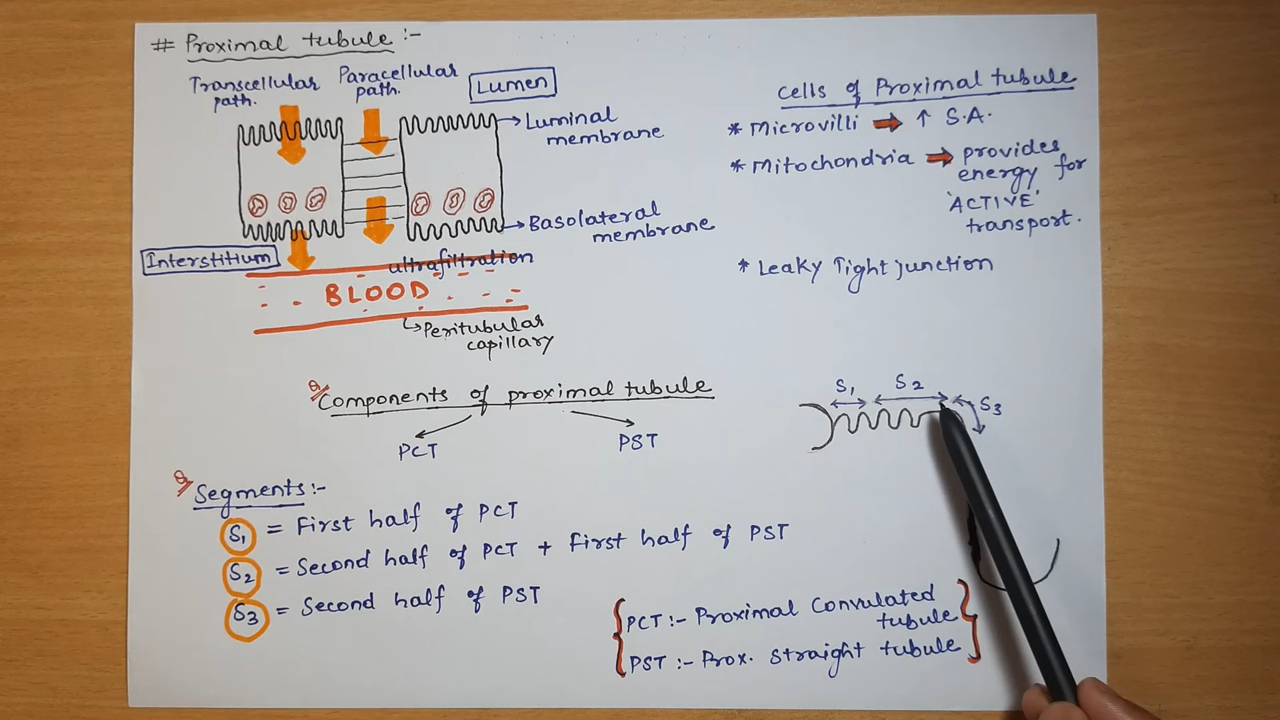 # Proximal tubule :-
Transcellular path.
Paracellular path.
Lumen
Luminal membrane
Basolateral membrane
Interstitium
ultrafiltration
BLOOD
Peritubular capillary
Cells of Proximal tubule
* Microvilli → ↑ S.A.
* Mitochondria → provides
energy for
'ACTIVE'
transport.
* Leaky Tight junction
Q Components of proximal tubule
PCT PST
S1 S2 S3
Q Segments :-
S1 = First half of PCT
S2 = Second half of PCT + First half of PST
S3 = Second half of PST
PCT :- Proximal Convulated
tubule
PST :- Prox. Straight tubule